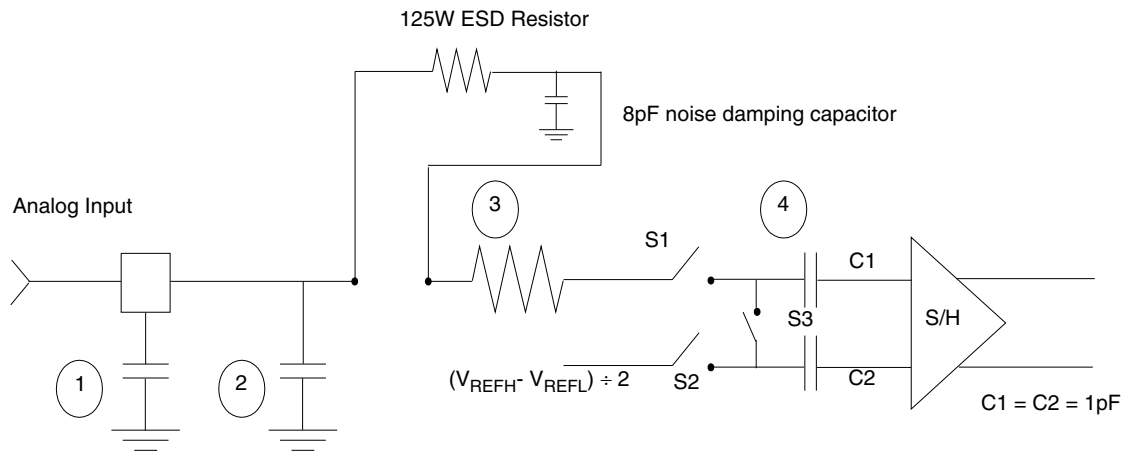 125W ESD Resistor
8pF noise damping capacitor
Analog Input
3
4
S1
C1
S3
S/H
1
2
(VREFH- VREFL) ÷ 2
S2
C2
C1 = C2 = 1pF